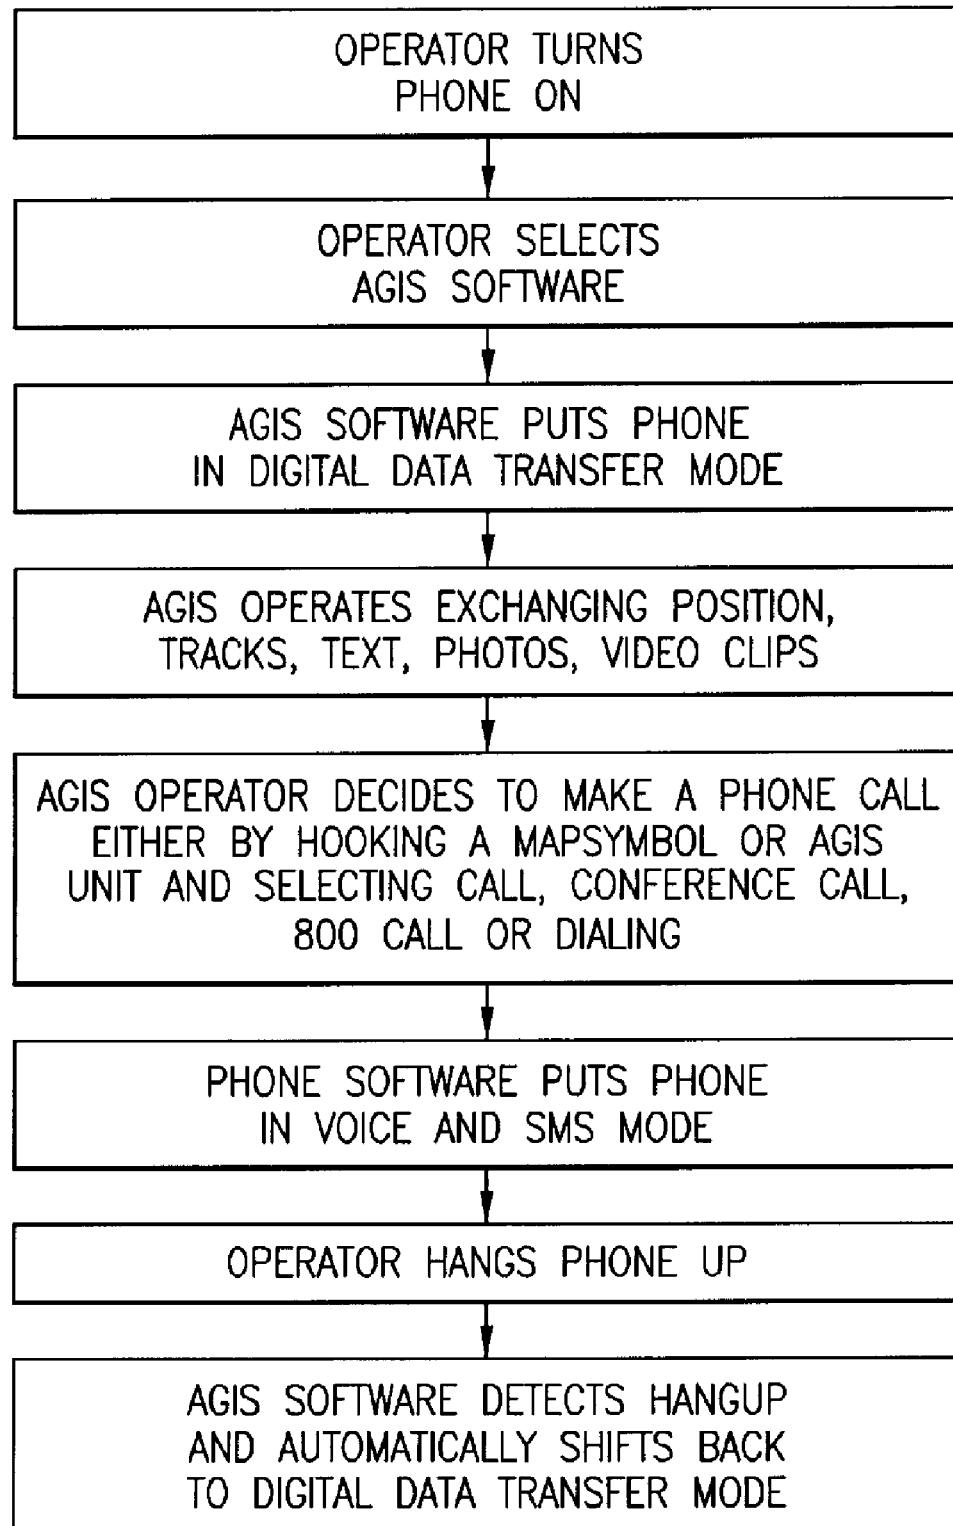 OPERATOR TURNS
PHONE ON
OPERATOR SELECTS
AGIS SOFTWARE
AGIS SOFTWARE PUTS PHONE
IN DIGITAL DATA TRANSFER MODE
AGIS OPERATES EXCHANGING POSITION,
TRACKS, TEXT, PHOTOS, VIDEO CLIPS
AGIS OPERATOR DECIDES TO MAKE A PHONE CALL
EITHER BY HOOKING A MAPSYMBOL OR AGIS
UNIT AND SELECTING CALL, CONFERENCE CALL,
800 CALL OR DIALING
PHONE SOFTWARE PUTS PHONE
IN VOICE AND SMS MODE
OPERATOR HANGS PHONE UP
AGIS SOFTWARE DETECTS HANGUP
AND AUTOMATICALLY SHIFTS BACK
TO DIGITAL DATA TRANSFER MODE